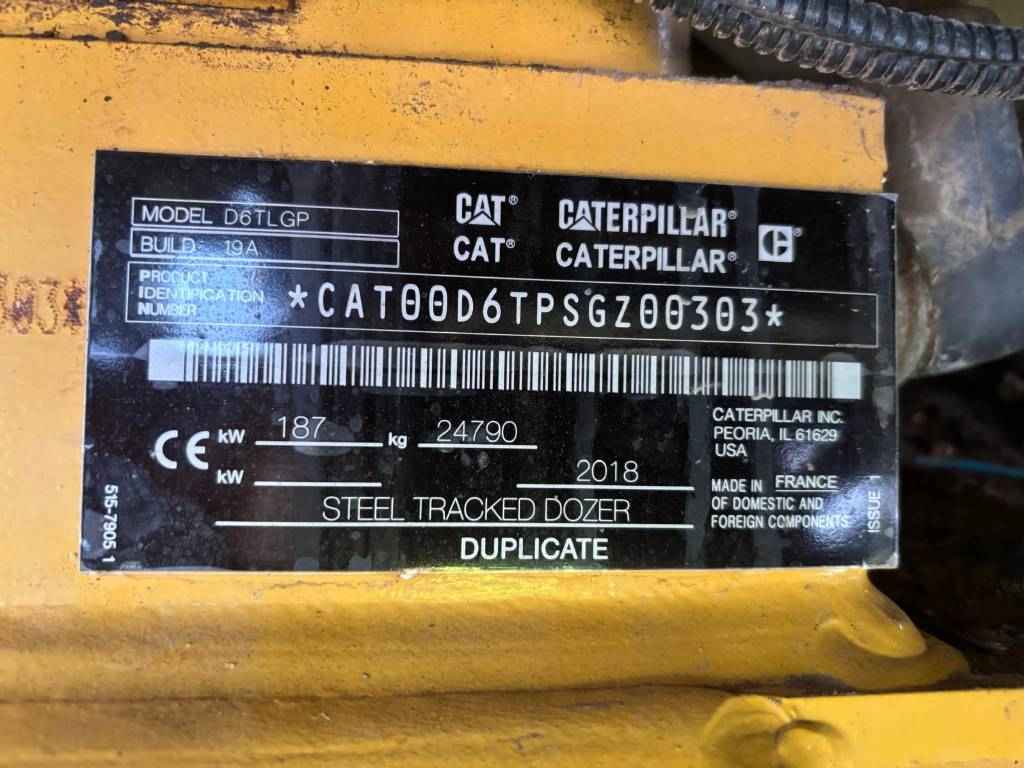 MODEL D6TLGP
BUILD 19A
CAT® CATERPILLAR®
CAT® CATERPILLAR®
PRODUCT
IDENTIFICATION
NUMBER
*CAT00D6TPSGZ00303*
CE kW 187 kg 24790
kW
2018
STEEL TRACKED DOZER
DUPLICATE
CATERPILLAR INC.
PEORIA, IL 61629
USA
MADE IN FRANCE
OF DOMESTIC AND
FOREIGN COMPONENTS
515-7905 1
ISSUE 1